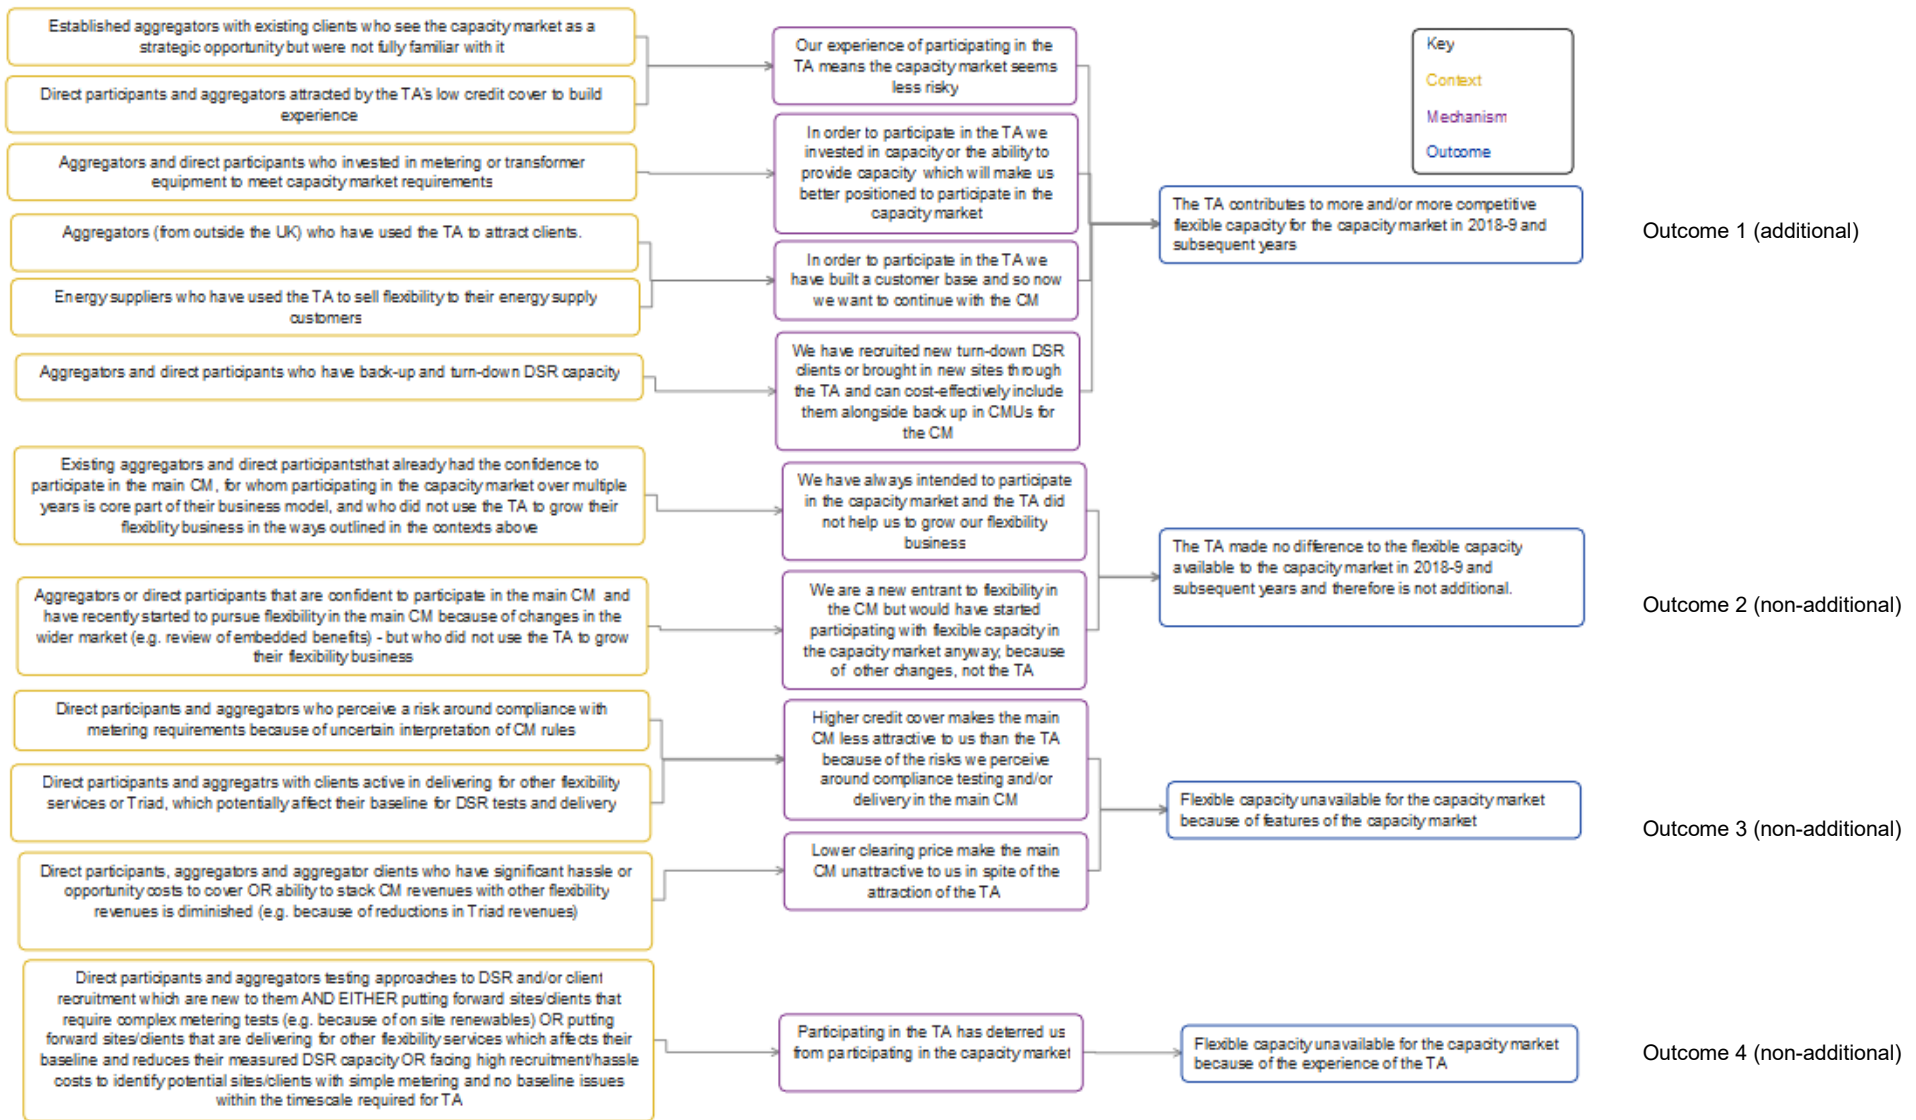 Established aggregators with existing clients who see the capacity market as a
strategic opportunity but were not fully familiar with it
Direct participants and aggregators attracted by the TA's low credit cover to build
experience
Aggregators and direct participants who invested in metering or transformer
equipment to meet capacity market requirements
Aggregators (from outside the UK) who have used the TA to attract clients.
Energy suppliers who have used the TA to sell flexibility to their energy supply
customers
Aggregators and direct participants who have back-up and turn-down DSR capacity
Existing aggregators and direct participantsthat already had the confidence to
participate in the main CM, for whom participating in the capacity market over multiple
years is core part of their business model, and who did not use the TA to grow their
flexiblity business in the ways outlined in the contexts above
Aggregators or direct participants that are confident to participate in the main CM and
have recently started to pursue flexibility in the main CM because of changes in the
wider market (e.g. review of embedded benefits) - but who did not use the TA to grow
their flexibility business
Direct participants and aggregators who perceive a risk around compliance with
metering requirements because of uncertain interpretation of CM rules
Direct participants and aggregatrs with clients active in delivering for other flexibility
services or Triad, which potentially affect their baseline for DSR tests and delivery
Direct participants, aggregators and aggregator clients who have significant hassle or
opportunity costs to cover OR ability to stack CM revenues with other flexibility
revenues is diminished (e.g. because of reductions in Triad revenues)
Direct participants and aggregators testing approaches to DSR and/or client
recruitment which are new to them AND EITHER putting forward sites/clients that
require complex metering tests (e.g. because of on site renewables) OR putting
forward sites/clients that are delivering for other flexibility services which affects their
baseline and reduces their measured DSR capacity OR facing high recruitment/hassle
costs to identify potential sites/clients with simple metering and no baseline issues
within the timescale required for TA
Our experience of participating in the
TA means the capacity market seems
less risky
In order to participate in the TA we
invested in capacity or the ability to
provide capacity which will make us
better positioned to participate in the
capacity market
In order to participate in the TA we
have built a customer base and so now
we want to continue with the CM
We have recruited new turn-down DSR
clients or brought in new sites through
the TA and can cost-effectively include
them alongside back up in CMUs for
the CM
We have always intended to participate
in the capacity market and the TA did
not help us to grow our flexibility
business
We are a new entrant to flexibility in
the CM but would have started
participating with flexible capacity in
the capacity market anyway, because
of other changes, not the TA
Higher credit cover makes the main
CM less attractive to us than the TA
because of the risks we perceive
around compliance testing and/or
delivery in the main CM
Lower clearing price make the main
CM unattractive to us in spite of the
attraction of the TA
Participating in the TA has deterred us
from participating in the capacity market
Key
Context
Mechanism
Outcome
The TA contributes to more and/or more competitive
flexible capacity for the capacity market in 2018-9 and
subsequent years
Outcome 1 (additional)
The TA made no difference to the flexible capacity
available to the capacity market in 2018-9 and
subsequent years and therefore is not additional.
Outcome 2 (non-additional)
Flexible capacity unavailable for the capacity market
because of features of the capacity market
Outcome 3 (non-additional)
Flexible capacity unavailable for the capacity market
because of the experience of the TA
Outcome 4 (non-additional)